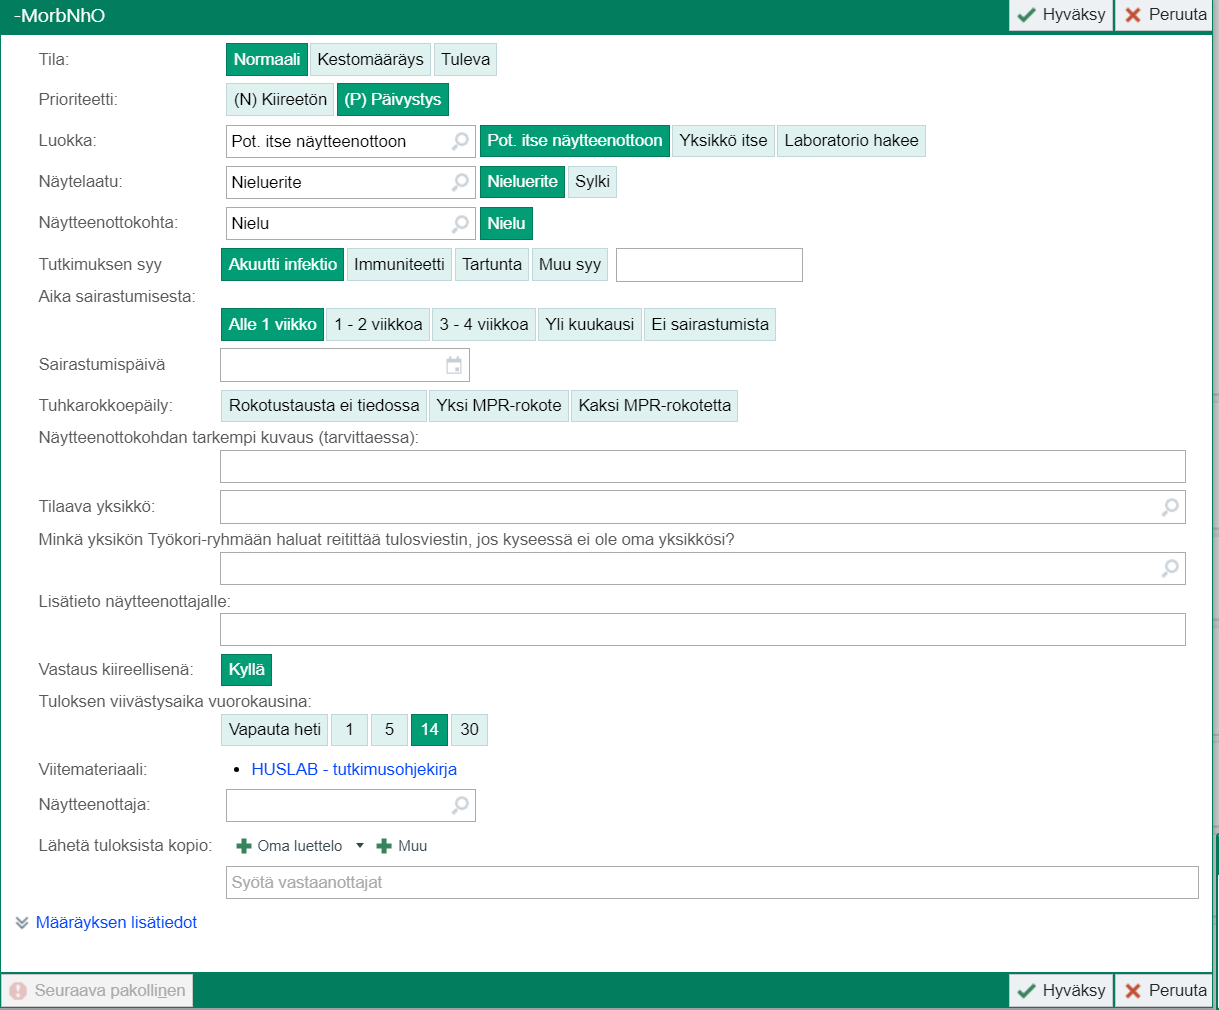 -MorbNhO
Hyväksy Peruuta
Tila: Normaali Kestomääräys Tuleva
Prioriteetti: (N) Kiireetön (P) Päivystys
Luokka: Pot. itse näytteenottoon Pot. itse näytteenottoon Yksikkö itse Laboratorio hakee
Näytelaatu: Nieluerite Nieluerite Sylki
Näytteenottokohta: Nielu Nielu
Tutkimuksen syy Akuutti infektio Immuniteetti Tartunta Muu syy
Aika sairastumisesta:
Alle 1 viikko 1 - 2 viikkoa 3 - 4 viikkoa Yli kuukausi Ei sairastumista
Sairastumispäivä
Tuhkarokkoepäily: Rokotustausta ei tiedossa Yksi MPR-rokote Kaksi MPR-rokotetta
Näytteenottokohdan tarkempi kuvaus (tarvittaessa):
Tilaava yksikkö:
Minkä yksikön Työkori-ryhmään haluat reitittää tulosviestin, jos kyseessä ei ole oma yksikkösi?
Lisätieto näytteenottajalle:
Vastaus kiireellisenä: Kyllä
Tuloksen viivästysaika vuorokausina:
Vapauta heti 1 5 14 30
Viitemateriaali: • HUSLAB - tutkimusohjekirja
Näytteenottaja:
Lähetä tuloksista kopio: Oma luettelo Muu
Syötä vastaanottajat
Määräyksen lisätiedot
Seuraava pakollinen Hyväksy Peruuta